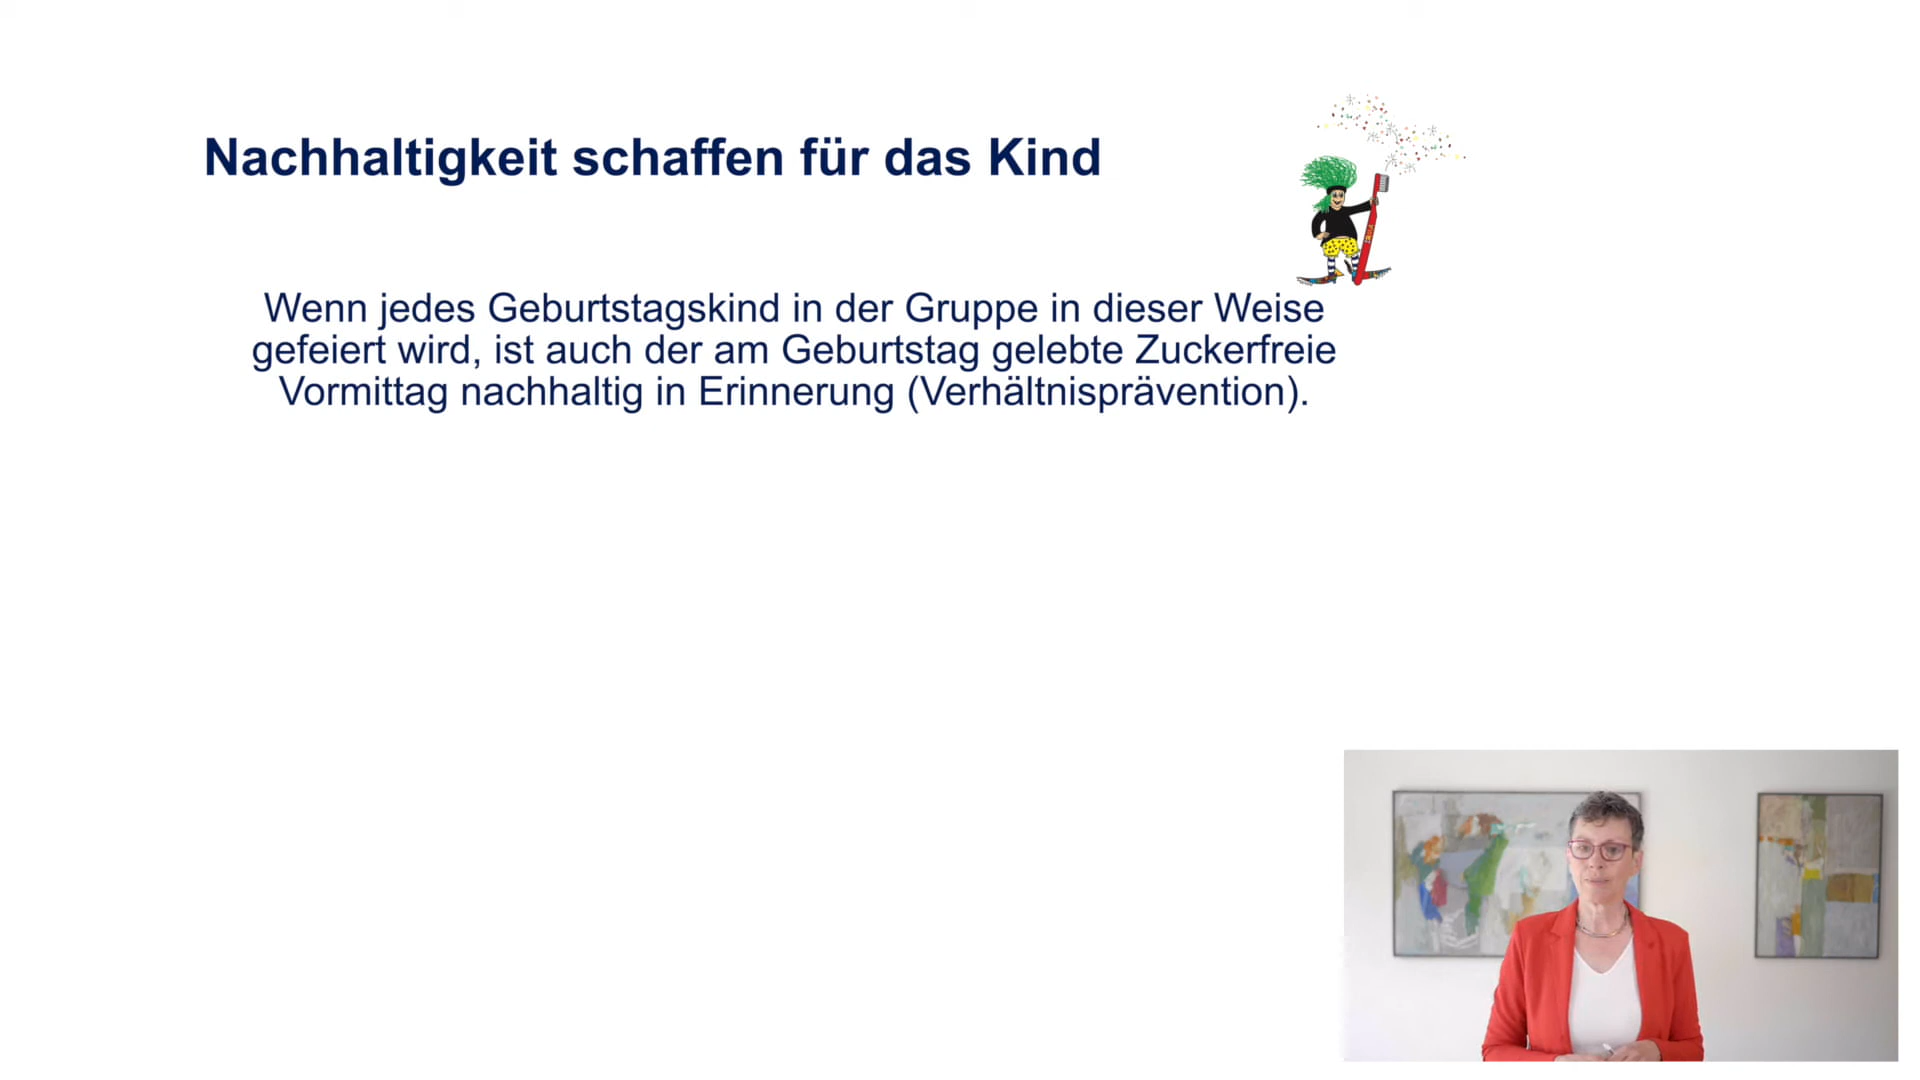 Nachhaltigkeit schaffen für das Kind
Wenn jedes Geburtstagskind in der Gruppe in dieser Weise
gefeiert wird, ist auch der am Geburtstag gelebte Zuckerfreie
Vormittag nachhaltig in Erinnerung (Verhältnisprävention).